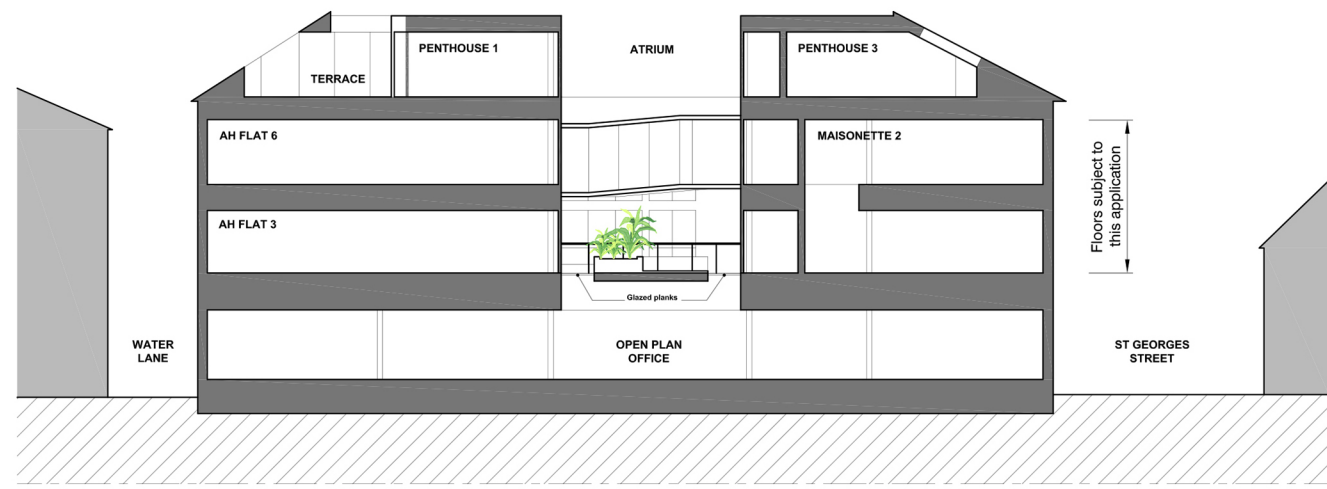 PENTHOUSE 1
ATRIUM
PENTHOUSE 3
TERRACE
AH FLAT 6
MAISONETTE 2
Floors subject to
this application
AH FLAT 3
Glazed planks
WATER
LANE
OPEN PLAN
OFFICE
ST GEORGES
STREET